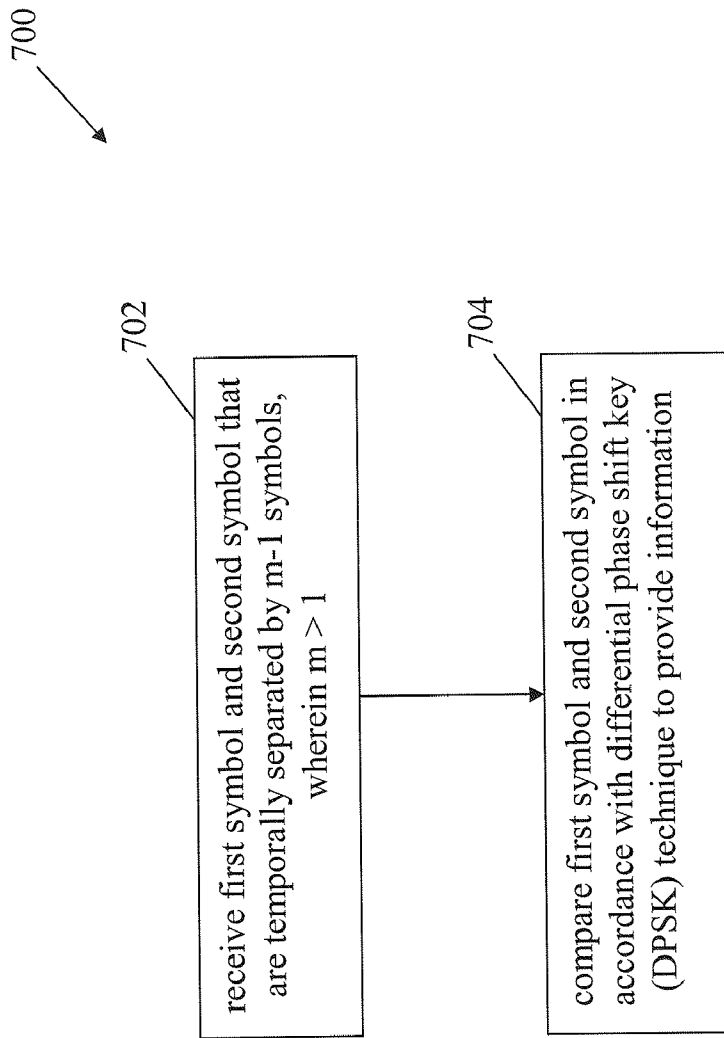 700
702
receive first symbol and second symbol that
are temporally separated by m-1 symbols,
wherein m > 1
704
compare first symbol and second symbol in
accordance with differential phase shift key
(DPSK) technique to provide information